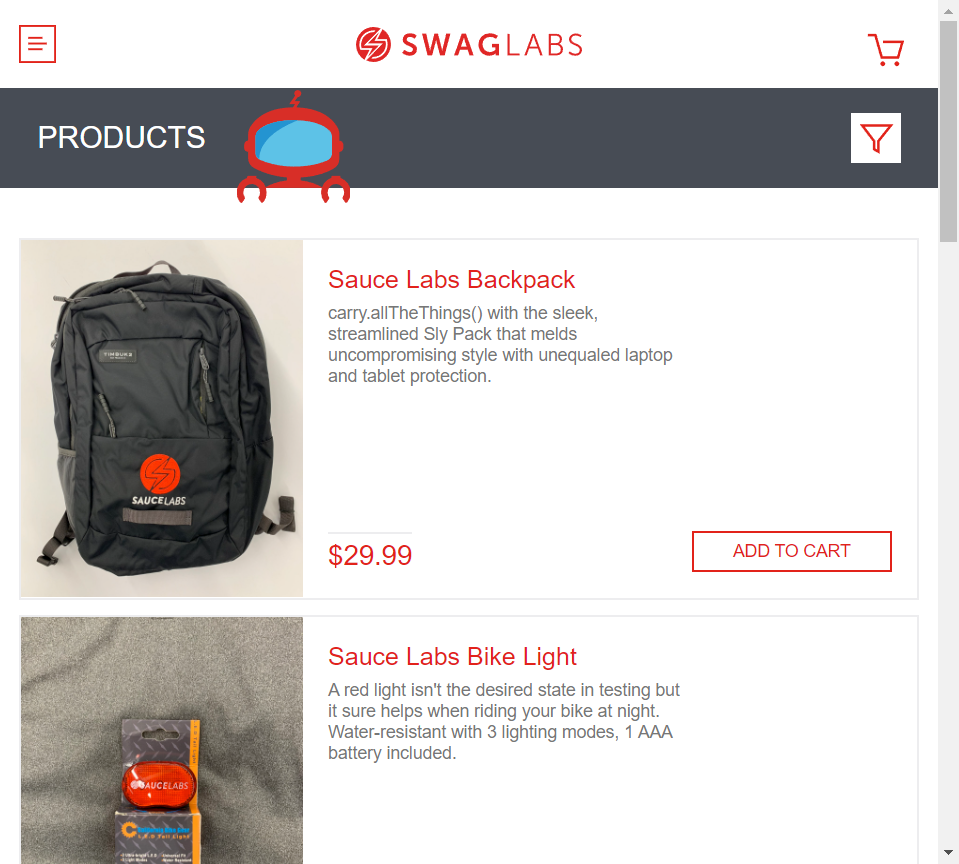 SWAGLABS
PRODUCTS
TIMBUK2
SAUCELABS
Sauce Labs Backpack
carry.allTheThings() with the sleek,
streamlined Sly Pack that melds
uncompromising style with unequaled laptop
and tablet protection.
$29.99
ADD TO CART
SAUCELABS
Sauce Labs Bike Light
A red light isn't the desired state in testing but
it sure helps when riding your bike at night.
Water-resistant with 3 lighting modes, 1 AAA
battery included.